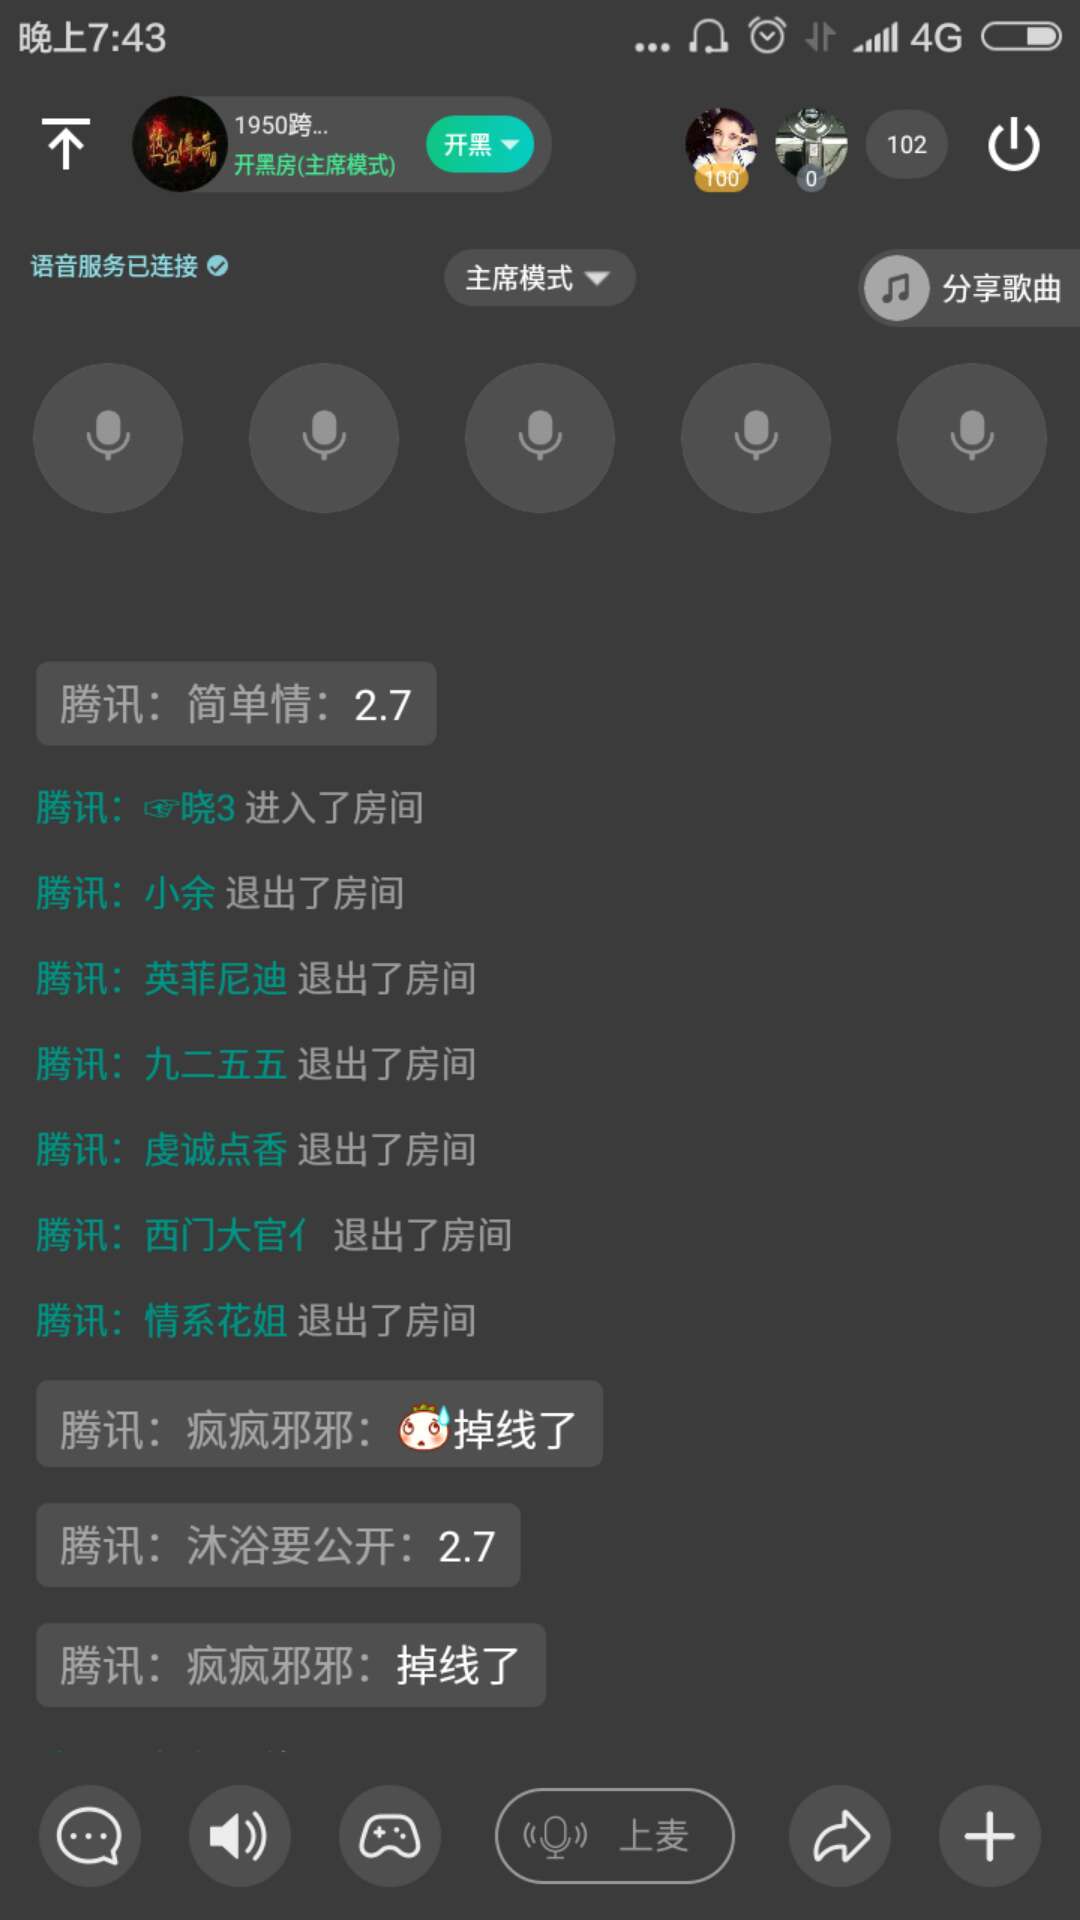 晚上7:43
4G
热血传奇
1950跨...
开黑房(主席模式)
开黑
100
0
102
语音服务已连接
主席模式
分享歌曲
腾讯：简单情：2.7
腾讯：☞晓3 进入了房间
腾讯：小余 退出了房间
腾讯：英菲尼迪 退出了房间
腾讯：九二五五 退出了房间
腾讯：虔诚点香 退出了房间
腾讯：西门大官亻 退出了房间
腾讯：情系花姐 退出了房间
腾讯：疯疯邪邪：掉线了
腾讯：沐浴要公开：2.7
腾讯：疯疯邪邪：掉线了
上麦